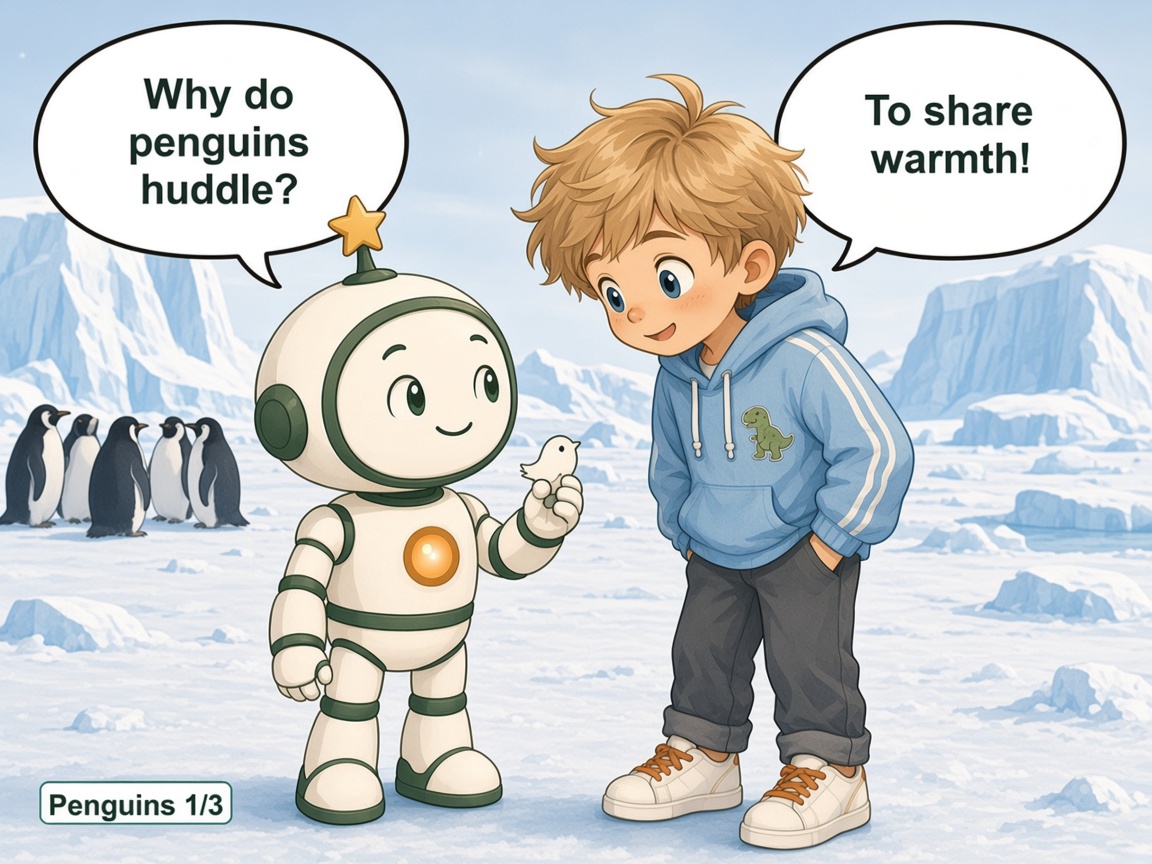 Why do
penguins
huddle?
To share
warmth!
Penguins 1/3